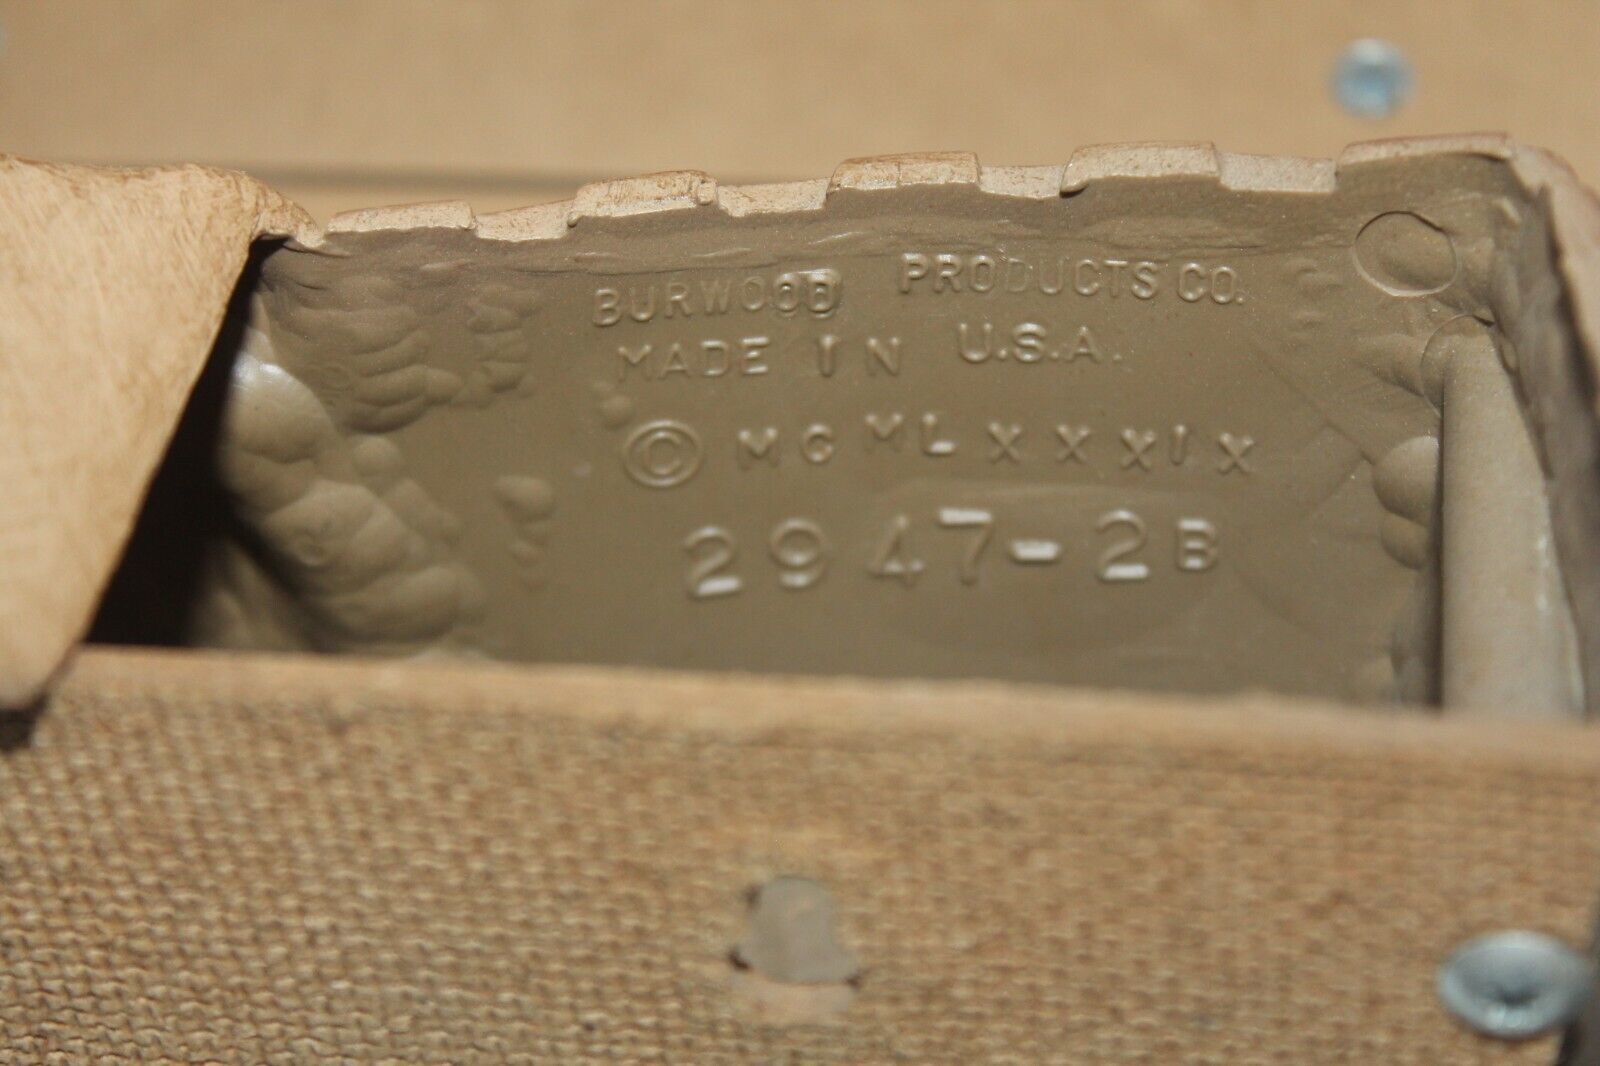 BURWOOD PRODUCTS CO.
MADE IN U.S.A.
© MCMLXXXIX
2947-2B